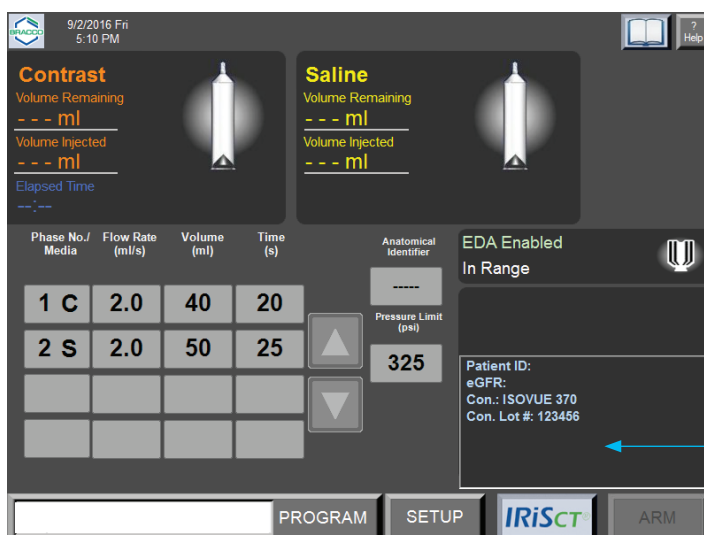 BRACCO
9/2/2016 Fri
5:10 PM
?
Help
Contrast
Volume Remaining
- - - ml
Volume Injected
- - - ml
Elapsed Time
--:--
Saline
Volume Remaining
- - - ml
Volume Injected
- - - ml
Phase No./
Media
Flow Rate
(ml/s)
Volume
(ml)
Time
(s)
1 C 2.0 40 20
2 S 2.0 50 25
Anatomical
Identifier
-----
Pressure Limit
(psi)
325
EDA Enabled
In Range
Patient ID:
eGFR:
Con.: ISOVUE 370
Con. Lot #: 123456
PROGRAM
SETUP
IRiSCT®
ARM